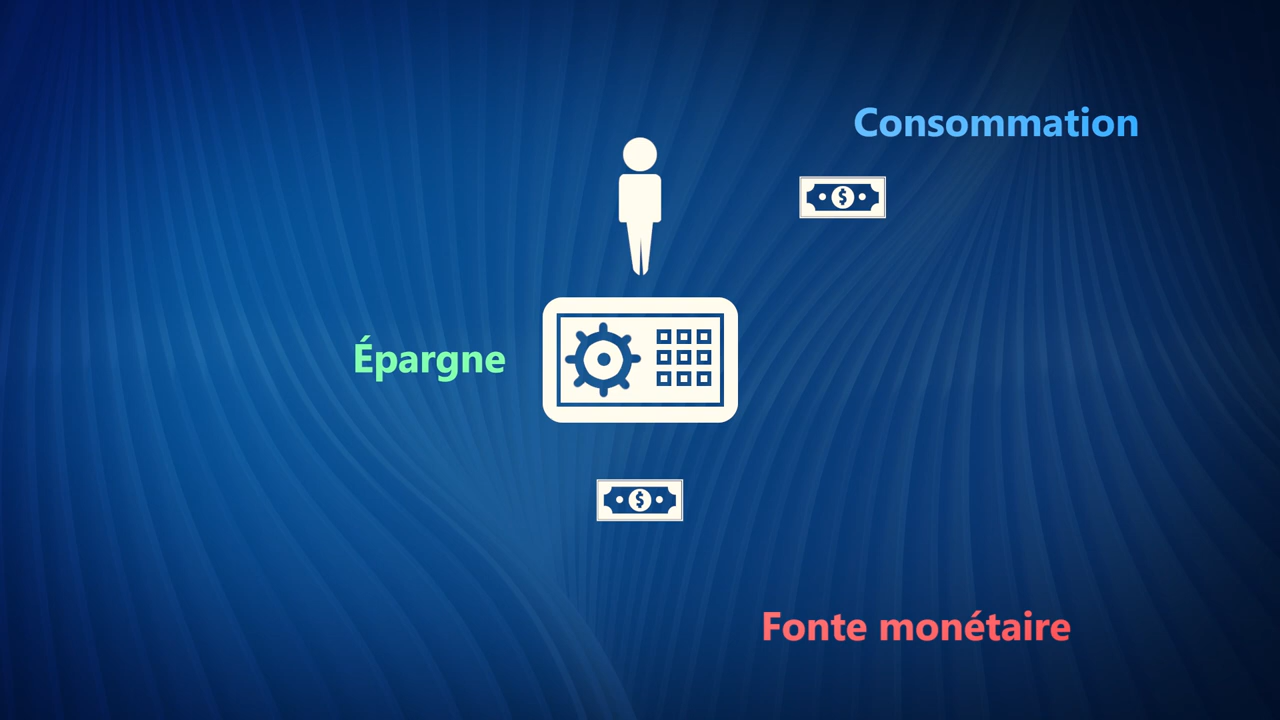 Consommation
$
Épargne
$
Fonte monétaire